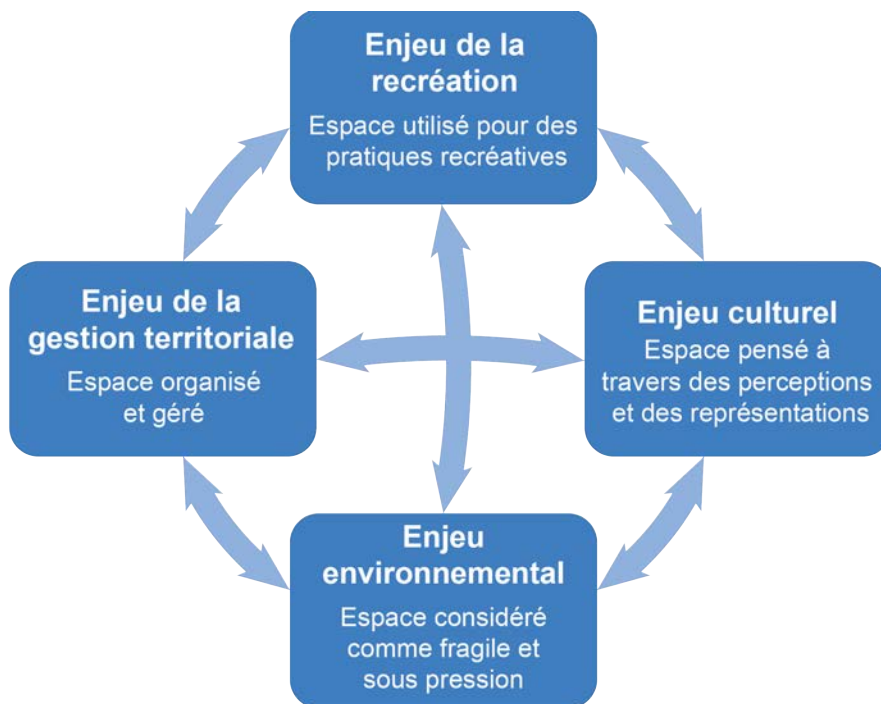 Enjeu de la
recréation
Espace utilisé pour des
pratiques recréatives
Enjeu de la
gestion territoriale
Espace organisé
et géré
Enjeu culturel
Espace pensé à
travers des perceptions
et des représentations
Enjeu
environnemental
Espace considéré
comme fragile et
sous pression